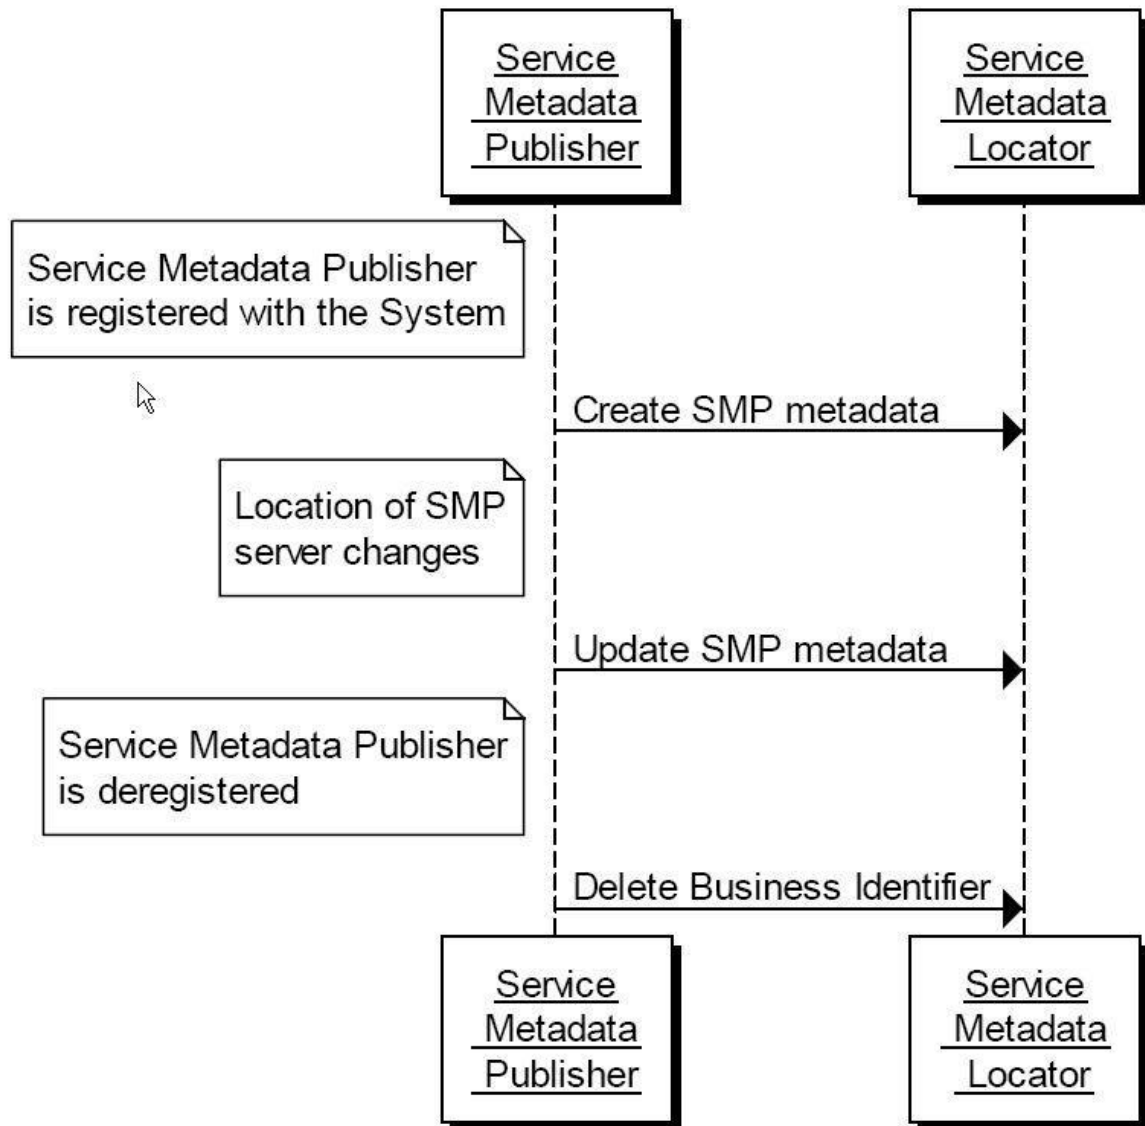 Service
Metadata
Publisher
Service
Metadata
Locator
Service Metadata Publisher
is registered with the System
Create SMP metadata
Location of SMP
server changes
Update SMP metadata
Service Metadata Publisher
is deregistered
Delete Business Identifier
Service
Metadata
Publisher
Service
Metadata
Locator